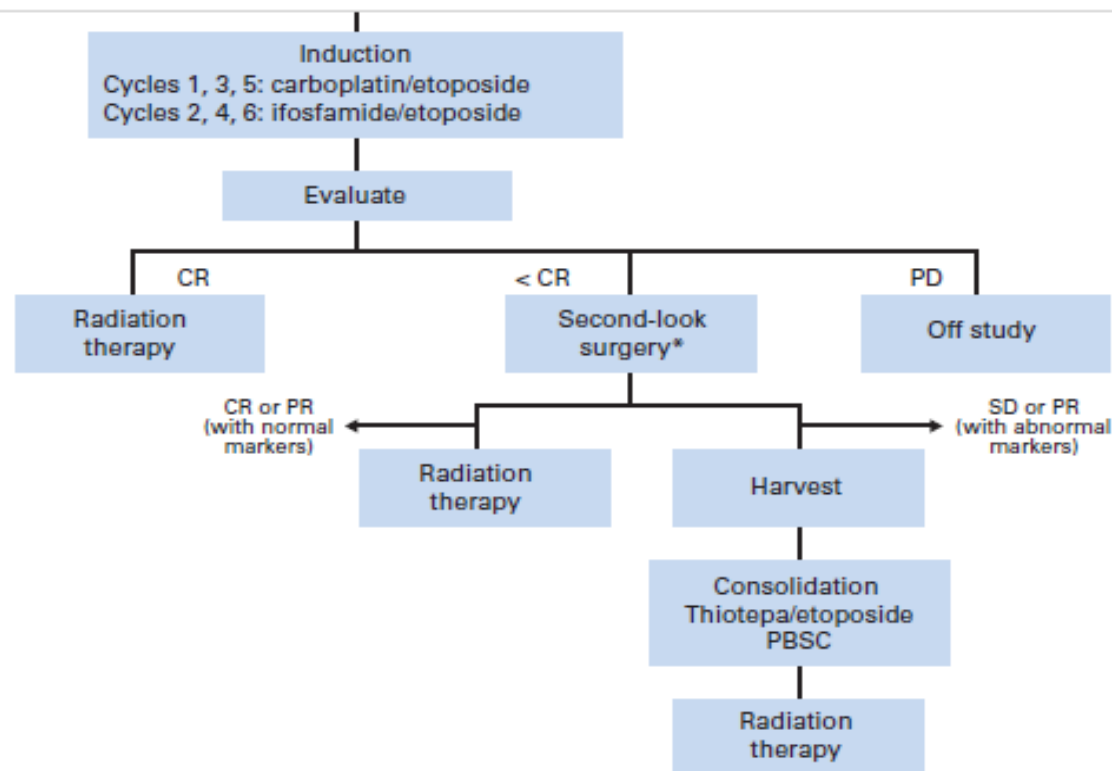 Induction
Cycles 1, 3, 5: carboplatin/etoposide
Cycles 2, 4, 6: ifosfamide/etoposide
Evaluate
CR
< CR
PD
Radiation
therapy
Second-look
surgery*
Off study
CR or PR
(with normal
markers)
SD or PR
(with abnormal
markers)
Radiation
therapy
Harvest
Consolidation
Thiotepa/etoposide
PBSC
Radiation
therapy